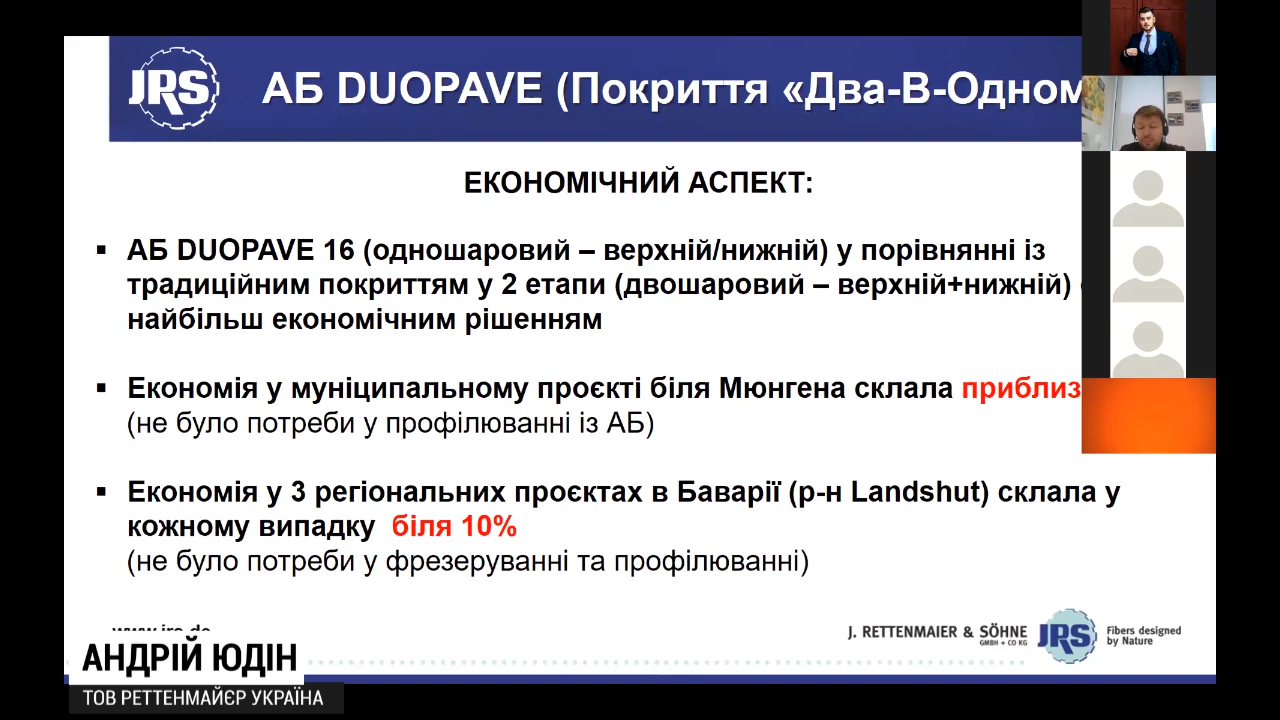 JRS
АБ DUOPAVE (Покриття «Два-В-Одном
ЕКОНОМІЧНИЙ АСПЕКТ:
▪ АБ DUOPAVE 16 (одношаровий – верхній/нижній) у порівнянні із
традиційним покриттям у 2 етапи (двошаровий – верхній+нижній)
найбільш економічним рішенням
▪ Економія у муніципальному проєкті біля Мюнгена склала приблиз
(не було потреби у профілюванні із АБ)
▪ Економія у 3 регіональних проєктах в Баварії (р-н Landshut) склала у
кожному випадку біля 10%
(не було потреби у фрезеруванні та профілюванні)
www.jrs.de
J. RETTENMAIER & SÖHNE
GMBH + CO KG
JRS
Fibers designed
by Nature
АНДРІЙ ЮДІН
ТОВ РЕТТЕНМАЙЄР УКРАЇНА